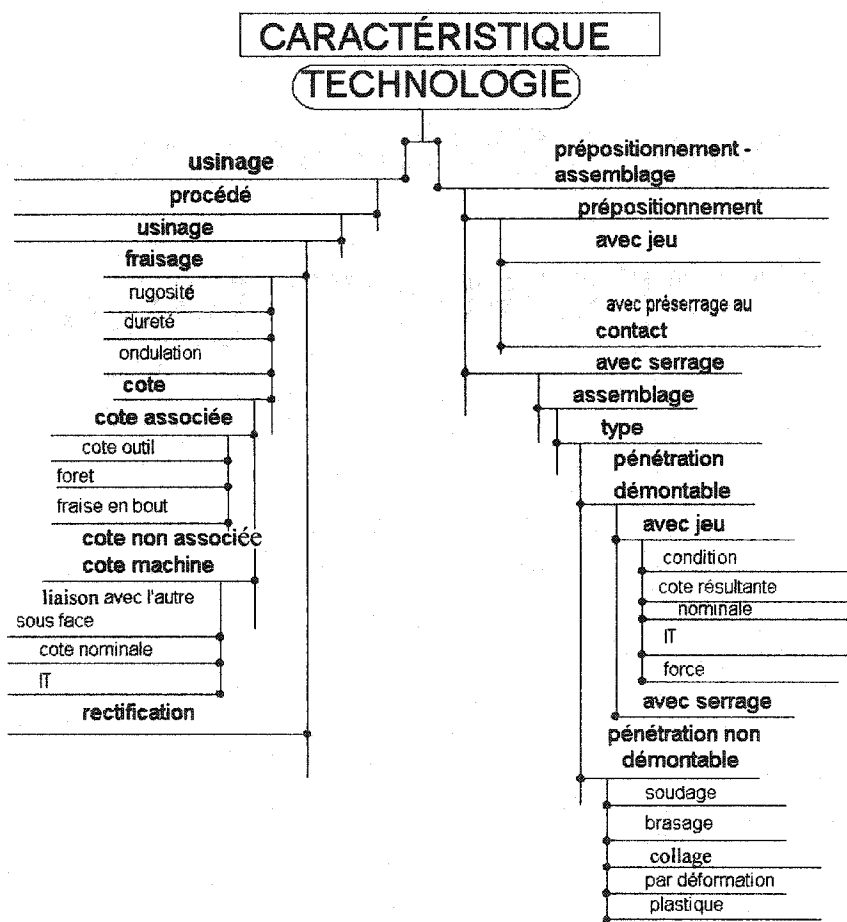 CARACTÉRISTIQUE
TECHNOLOGIE
usinage
procédé
usinage
fraisage
rugosité
dureté
ondulation
cote
cote associée
cote outil
foret
fraise en bout
cote non associée
cote machine
liaison avec l'autre
sous face
cote nominale
IT
rectification
prépositionnement -
assemblage
prépositionnement
avec jeu
avec préserrage au
contact
avec serrage
assemblage
type
pénétration
démontable
avec jeu
condition
cote résultante
nominale
IT
force
avec serrage
pénétration non
démontable
soudage
brasage
collage
par déformation
plastique